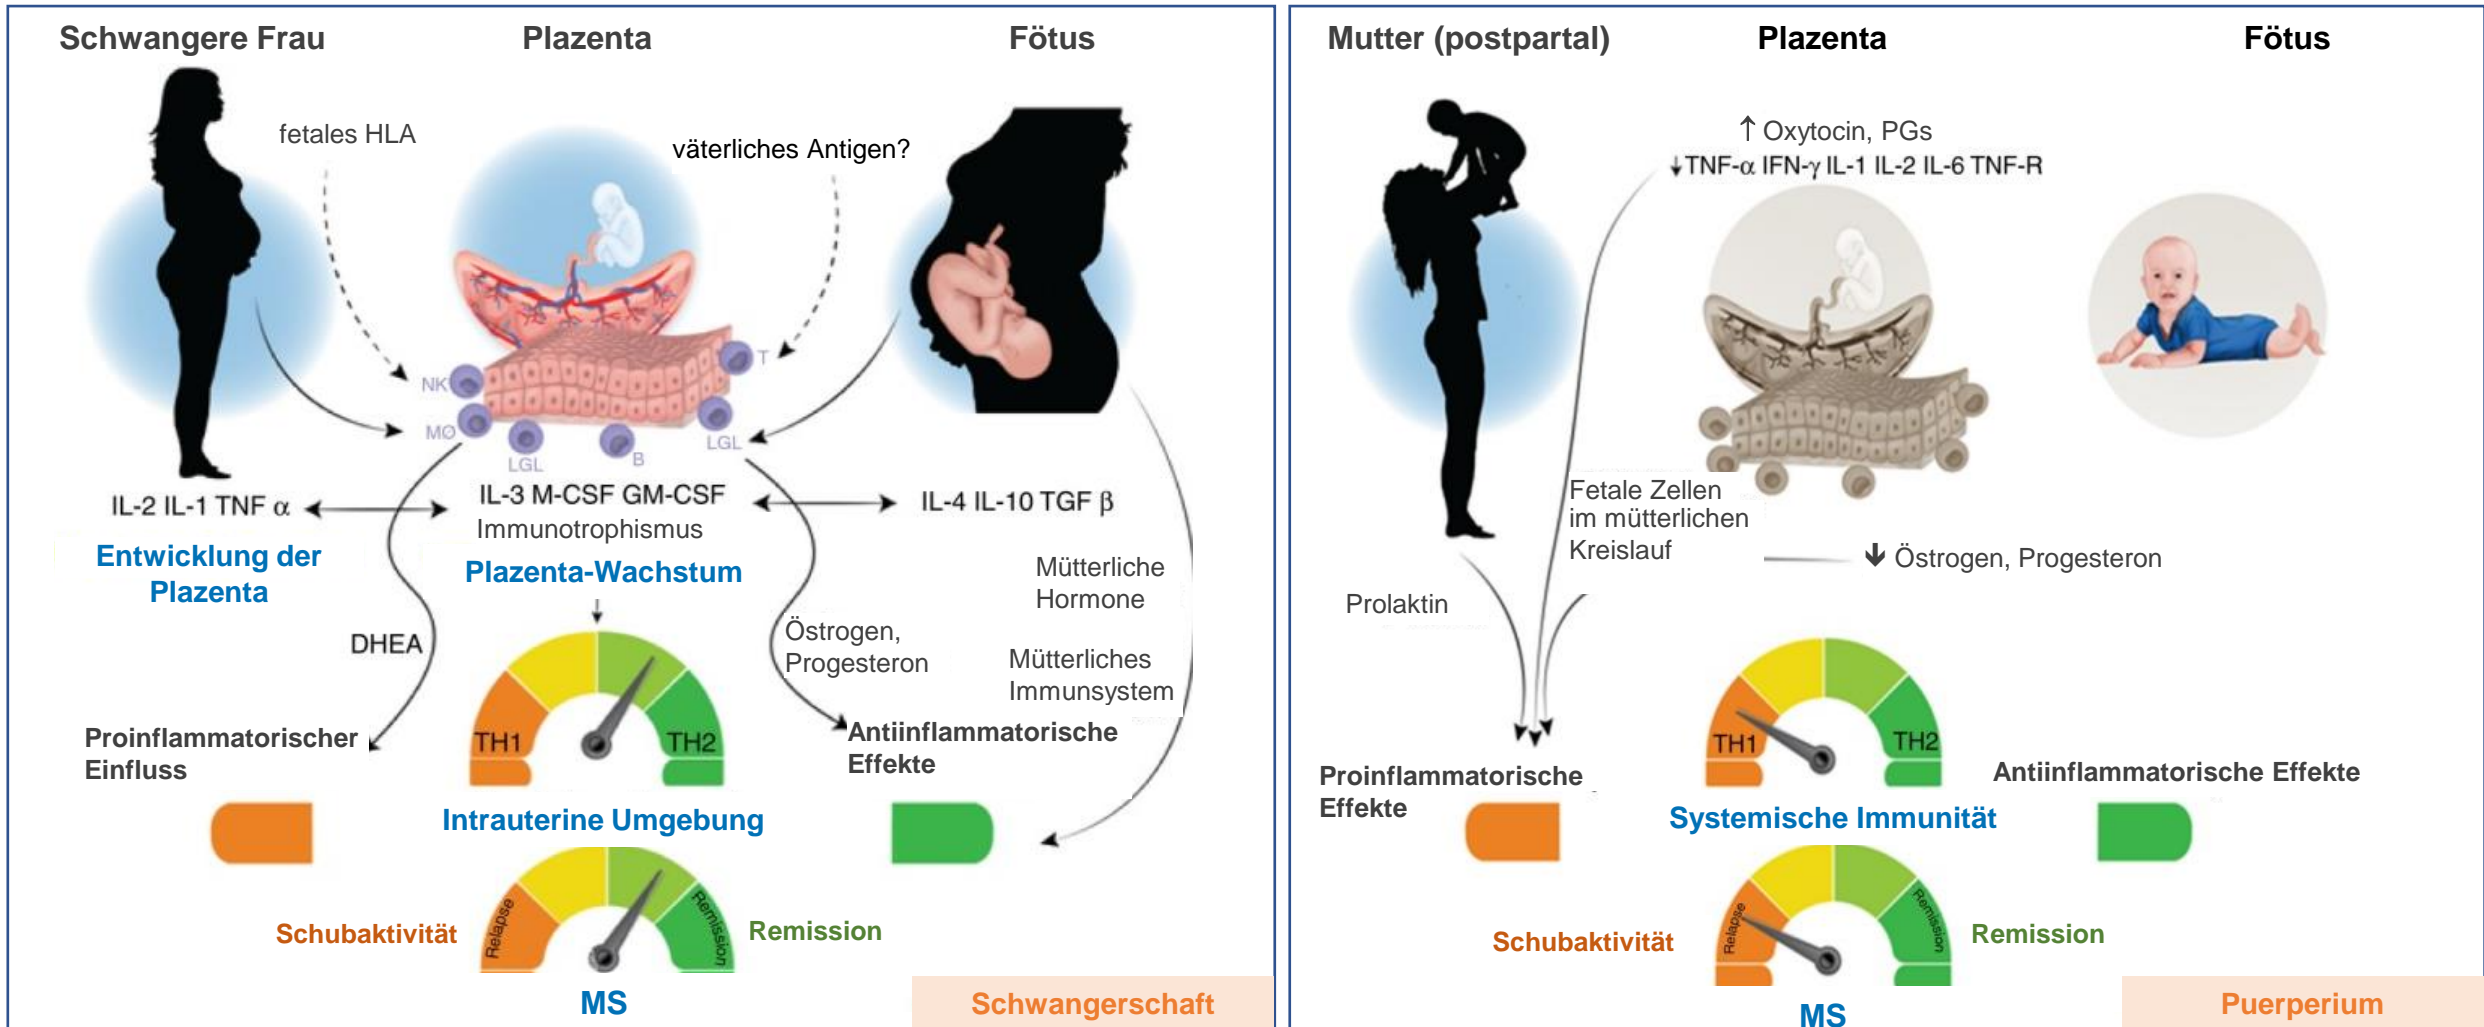 Schwangere Frau
Plazenta
Fötus
fetales HLA
väterliches Antigen?
NK
T
MØ
LGL
B
LGL
IL-2 IL-1 TNF α
IL-3 M-CSF GM-CSF
IL-4 IL-10 TGF β
Immunotrophismus
Entwicklung der
Plazenta
Plazenta-Wachstum
Mütterliche
Hormone
DHEA
Östrogen,
Progesteron
Mütterliches
Immunsystem
TH1
TH2
Proinflammatorischer
Einfluss
Antiinflammatorische
Effekte
Intrauterine Umgebung
Relapse
Remission
Schubaktivität
Remission
MS
Schwangerschaft
Mutter (postpartal)
Plazenta
Fötus
↑ Oxytocin, PGs
↓TNF-α IFN-γ IL-1 IL-2 IL-6 TNF-R
Fetale Zellen
im mütterlichen
Kreislauf
↓ Östrogen, Progesteron
Prolaktin
TH1
TH2
Proinflammatorische
Effekte
Antiinflammatorische Effekte
Systemische Immunität
Relapse
Remission
Schubaktivität
Remission
MS
Puerperium